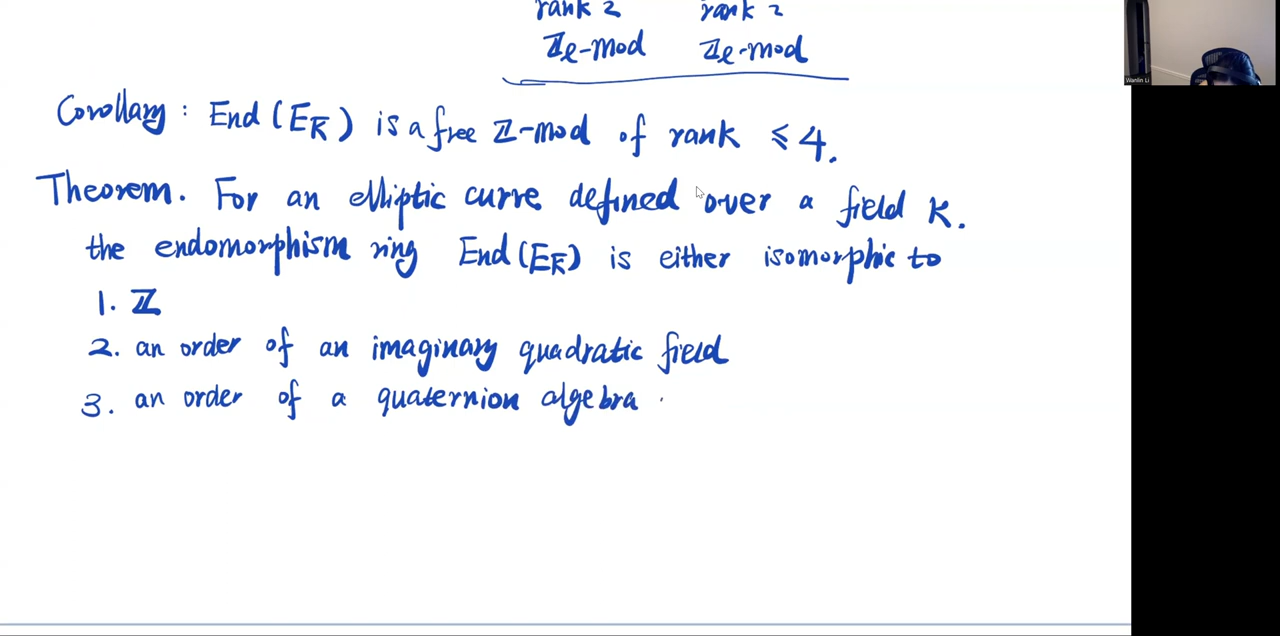 rank 2 rank 2
ℤℓ-mod ℤℓ-mod
Wanlin Li
Corollary: End(E_K̄) is a free ℤ-mod of rank ≤ 4.
Theorem. For an elliptic curve defined over a field K.
the endomorphism ring End(E_K̄) is either isomorphic to
1. ℤ
2. an order of an imaginary quadratic field
3. an order of a quaternion algebra.